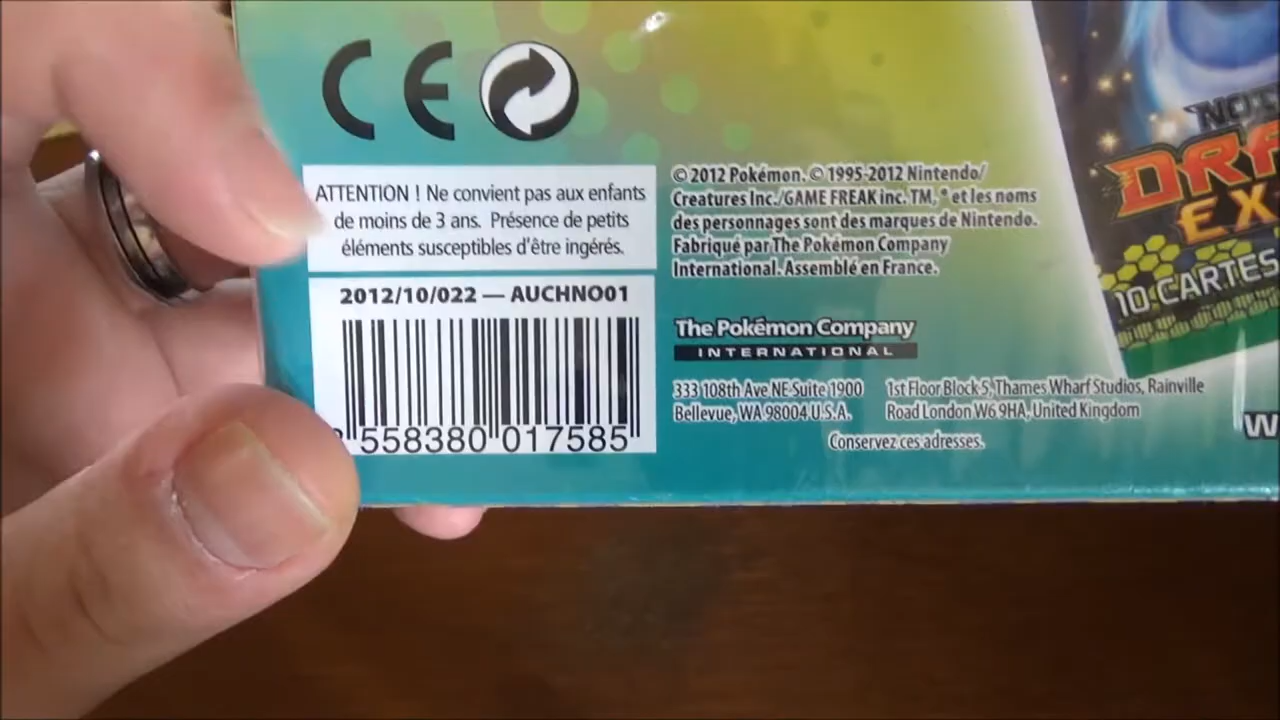 CE
ATTENTION ! Ne convient pas aux enfants
de moins de 3 ans. Présence de petits
éléments susceptibles d'être ingérés.
2012/10/022 — AUCHNO01
558380 017585
© 2012 Pokémon. © 1995-2012 Nintendo/
Creatures Inc./GAME FREAK inc. TM, ® et les noms
des personnages sont des marques de Nintendo.
Fabriqué par The Pokémon Company
International. Assemblé en France.
The Pokémon Company
INTERNATIONAL
333 108th Ave NE Suite 1900
Bellevue, WA 98004 U.S.A.
1st Floor Block 5, Thames Wharf Studios, Rainville
Road London W6 9HA, United Kingdom
Conservez ces adresses.
10 CARTES